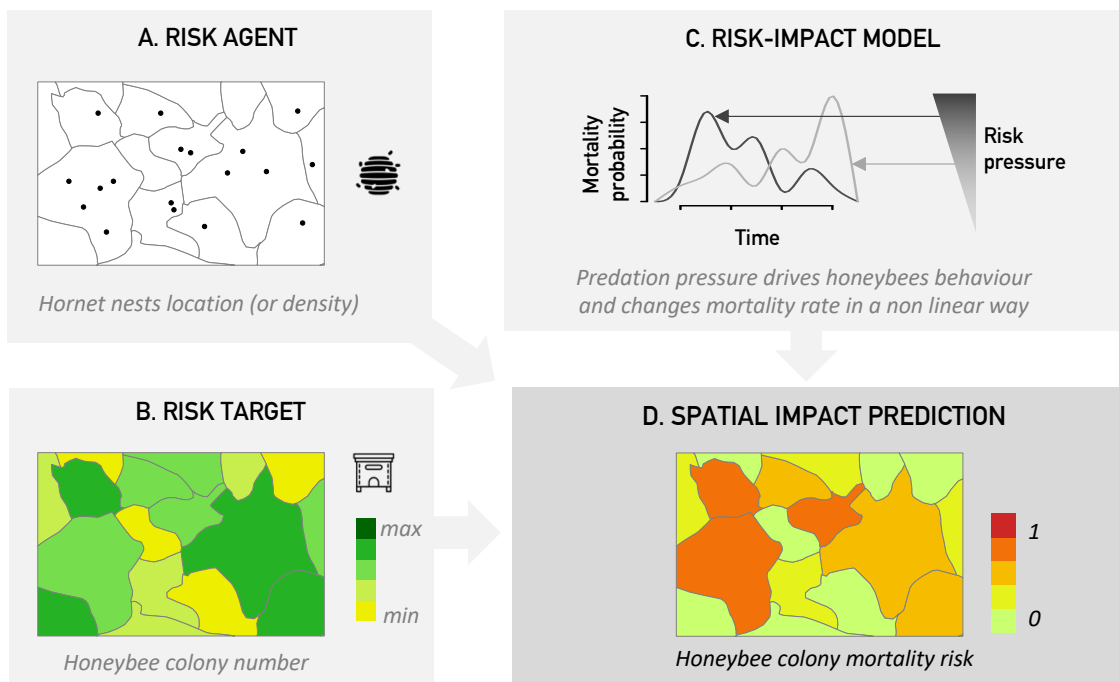 A. RISK AGENT
Hornet nests location (or density)
C. RISK-IMPACT MODEL
Mortality
probability
Time
Risk
pressure
Predation pressure drives honeybees behaviour
and changes mortality rate in a non linear way
B. RISK TARGET
max
min
Honeybee colony number
D. SPATIAL IMPACT PREDICTION
1
0
Honeybee colony mortality risk